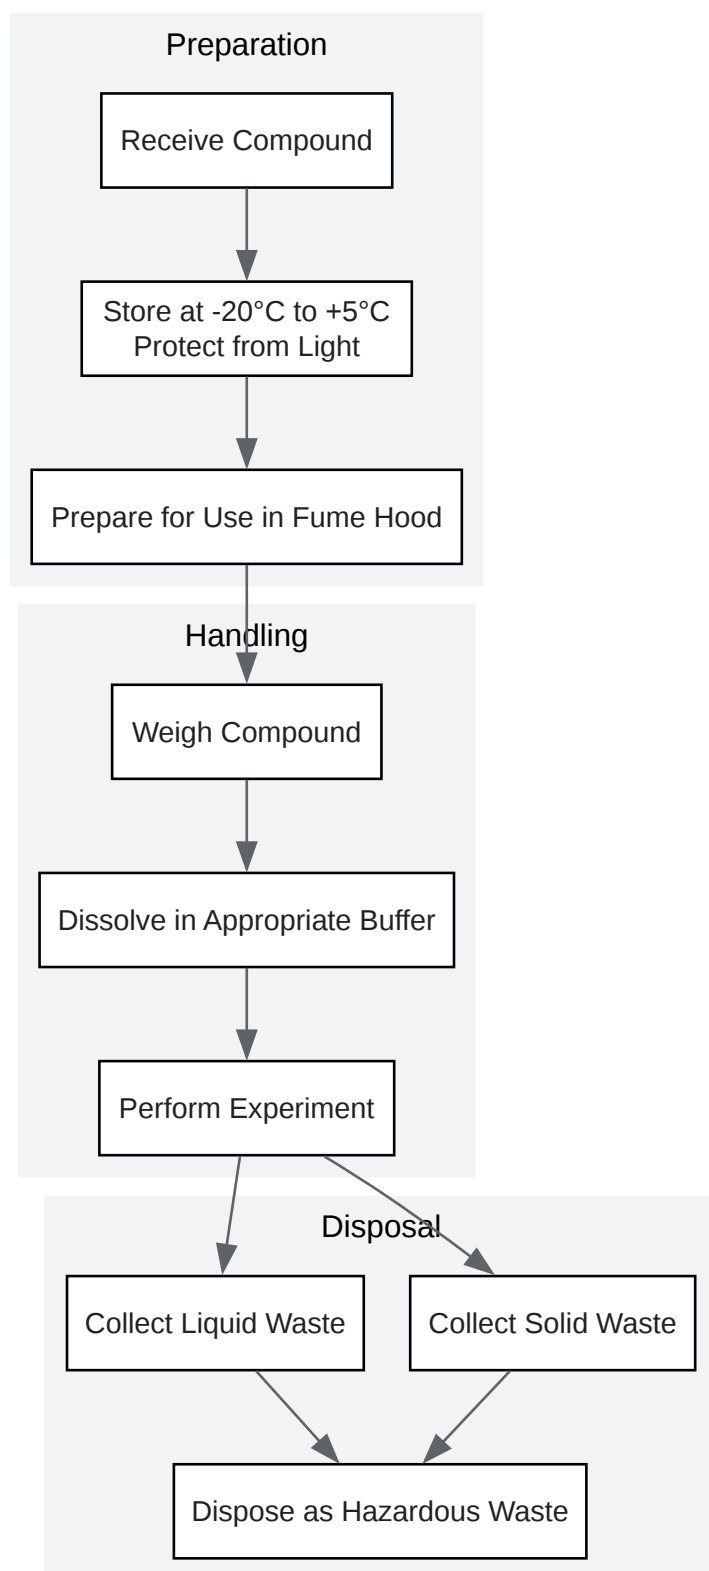 Preparation
Receive Compound
Store at -20°C to +5°C
Protect from Light
Prepare for Use in Fume Hood
Handling
Weigh Compound
Dissolve in Appropriate Buffer
Perform Experiment
Disposal
Collect Liquid Waste
Collect Solid Waste
Dispose as Hazardous Waste